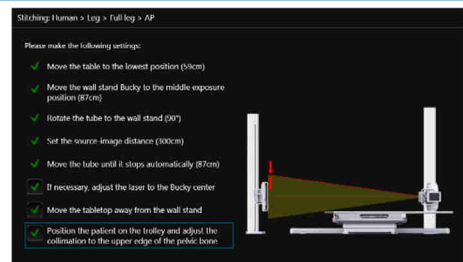 Stitching: Human > Leg > Full leg > AP
Please make the following settings:
Move the table to the lowest position (59cm)
Move the wall stand Bucky to the middle exposure
position (87cm)
Rotate the tube to the wall stand (90°)
Set the source-image distance (300cm)
Move the tube until it stops automatically (87cm)
If necessary, adjust the laser to the Bucky center
Move the tabletop away from the wall stand
Position the patient on the trolley and adjust the
collimation to the upper edge of the pelvic bone